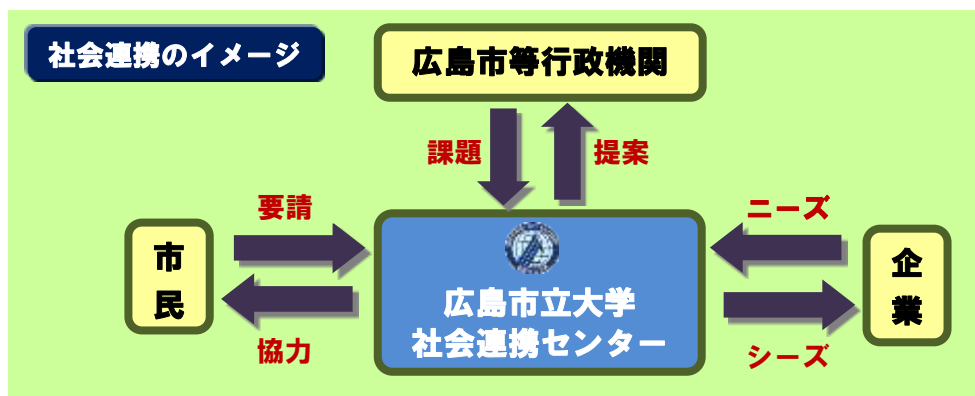 社会連携のイメージ
広島市等行政機関
課題
提案
要請
ニーズ
市民
広島市立大学
社会連携センター
企業
協力
シーズ